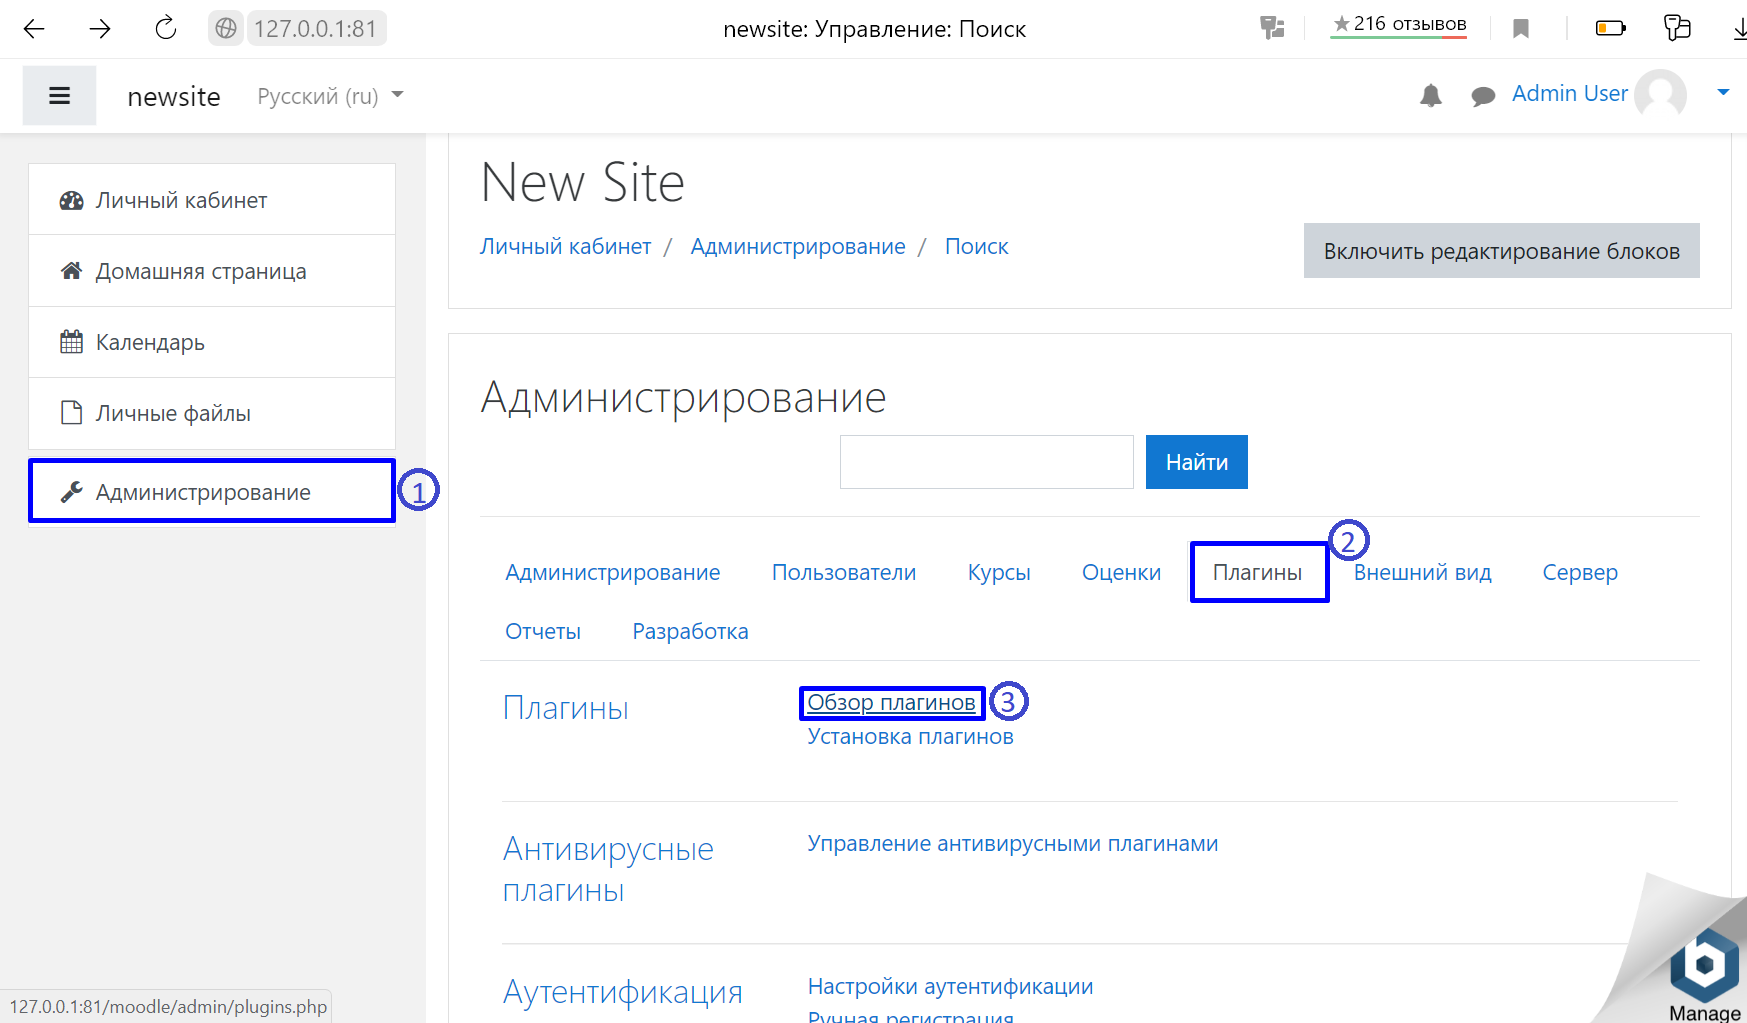 127.0.0.1:81
newsite: Управление: Поиск
★216 отзывов
newsite
Русский (ru)
Admin User
Личный кабинет
Домашняя страница
Календарь
Личные файлы
Администрирование
1
New Site
Личный кабинет / Администрирование / Поиск
Включить редактирование блоков
Администрирование
Найти
2
Администрирование Пользователи Курсы Оценки Плагины Внешний вид Сервер
Отчеты Разработка
Плагины
Обзор плагинов 3
Установка плагинов
Антивирусные
плагины
Управление антивирусными плагинами
Аутентификация
Настройки аутентификации
Ручная регистрация
127.0.0.1:81/moodle/admin/plugins.php
b
Manage